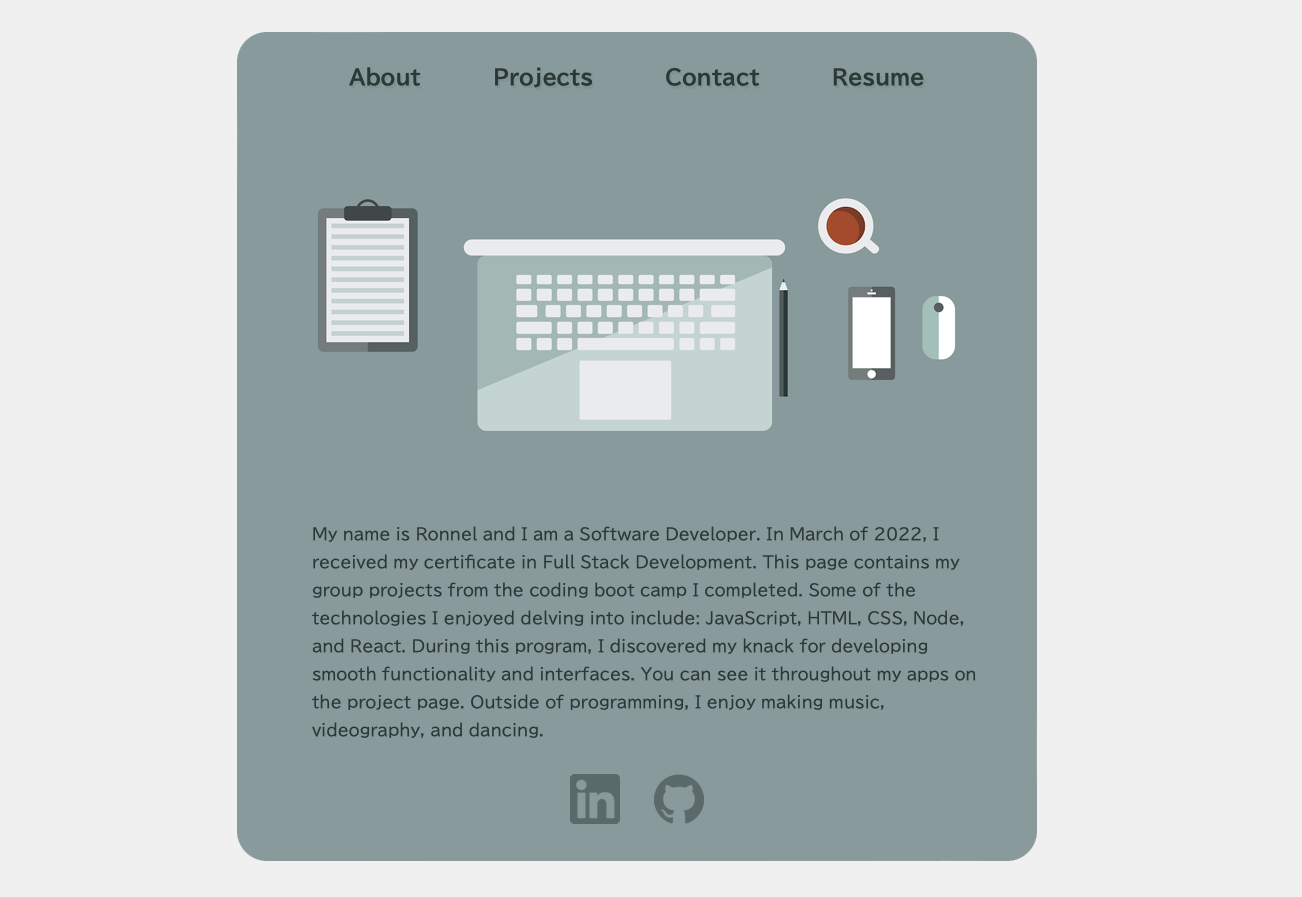 About Projects Contact Resume
My name is Ronnel and I am a Software Developer. In March of 2022, I
received my certificate in Full Stack Development. This page contains my
group projects from the coding boot camp I completed. Some of the
technologies I enjoyed delving into include: JavaScript, HTML, CSS, Node,
and React. During this program, I discovered my knack for developing
smooth functionality and interfaces. You can see it throughout my apps on
the project page. Outside of programming, I enjoy making music,
videography, and dancing.
in